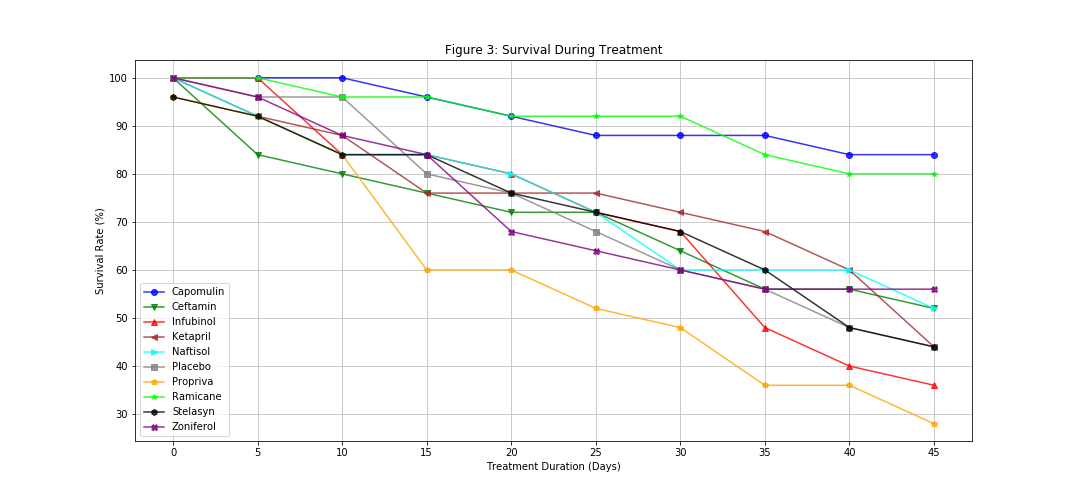 Figure 3: Survival During Treatment
Survival Rate (%)
100
90
80
70
60
50
40
30
Capomulin
Ceftamin
Infubinol
Ketapril
Naftisol
Placebo
Propriva
Ramicane
Stelasyn
Zoniferol
0 5 10 15 20 25 30 35 40 45
Treatment Duration (Days)